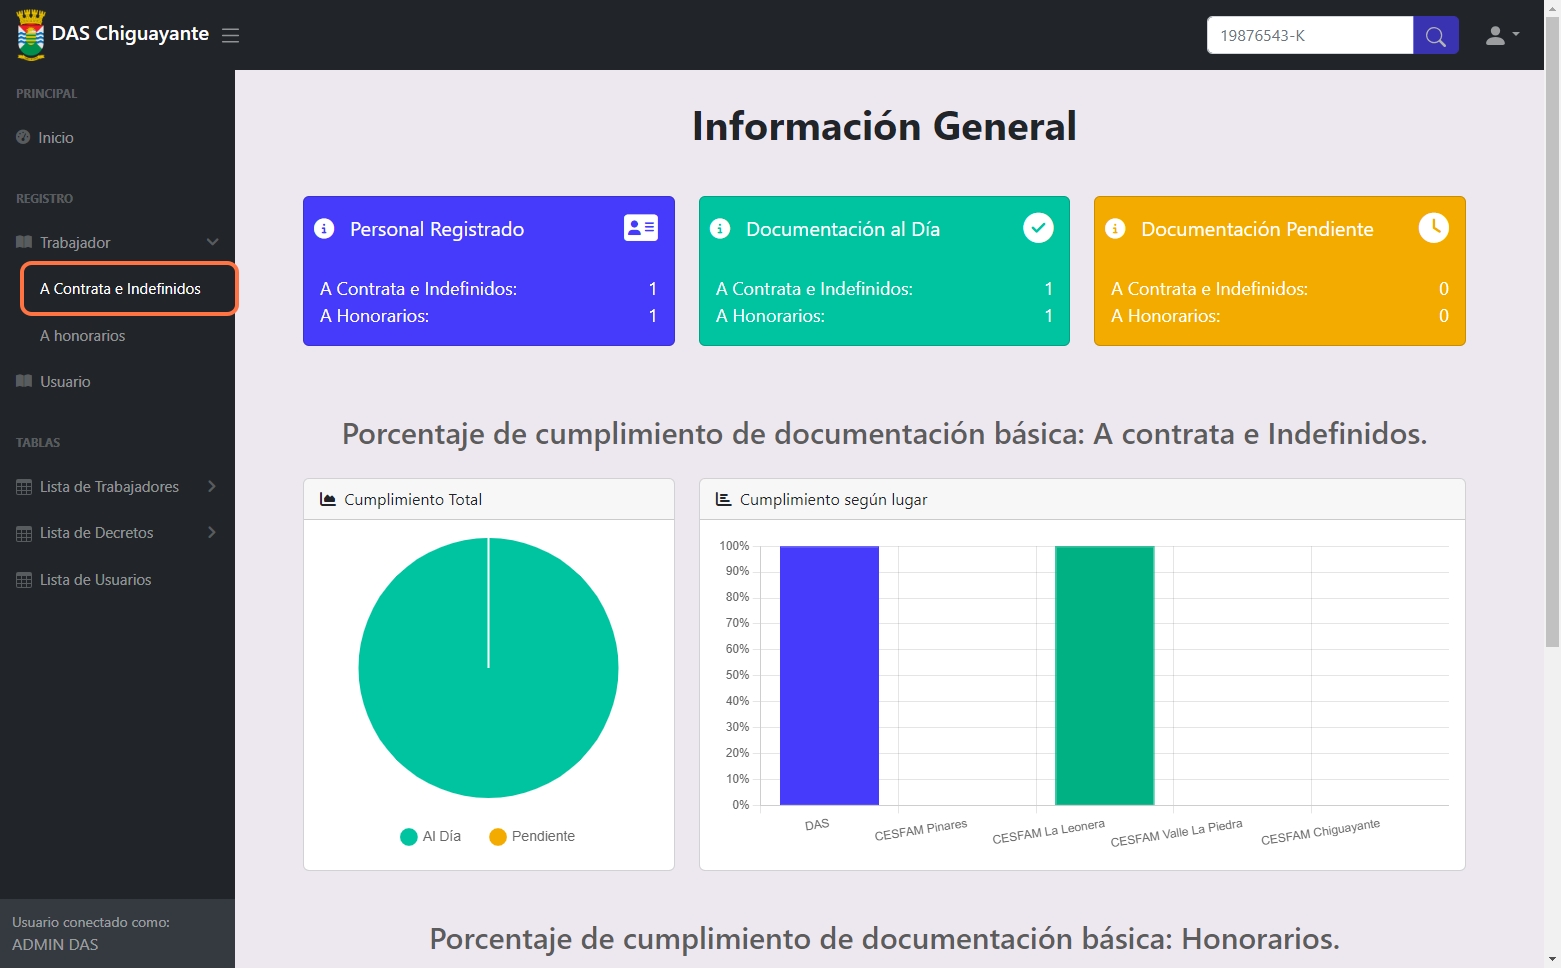 DAS Chiguayante
19876543-K
PRINCIPAL
Inicio
REGISTRO
Trabajador
A Contrata e Indefinidos
A honorarios
Usuario
TABLAS
Lista de Trabajadores
Lista de Decretos
Lista de Usuarios
Usuario conectado como:
ADMIN DAS
Información General
Personal Registrado
A Contrata e Indefinidos: 1
A Honorarios: 1
Documentación al Día
A Contrata e Indefinidos: 1
A Honorarios: 1
Documentación Pendiente
A Contrata e Indefinidos: 0
A Honorarios: 0
Porcentaje de cumplimiento de documentación básica: A contrata e Indefinidos.
Cumplimiento Total
Al Día
Pendiente
Cumplimiento según lugar
100%
90%
80%
70%
60%
50%
40%
30%
20%
10%
0%
DAS
CESFAM Pinares
CESFAM La Leonera
CESFAM Valle La Piedra
CESFAM Chiguayante
Porcentaje de cumplimiento de documentación básica: Honorarios.